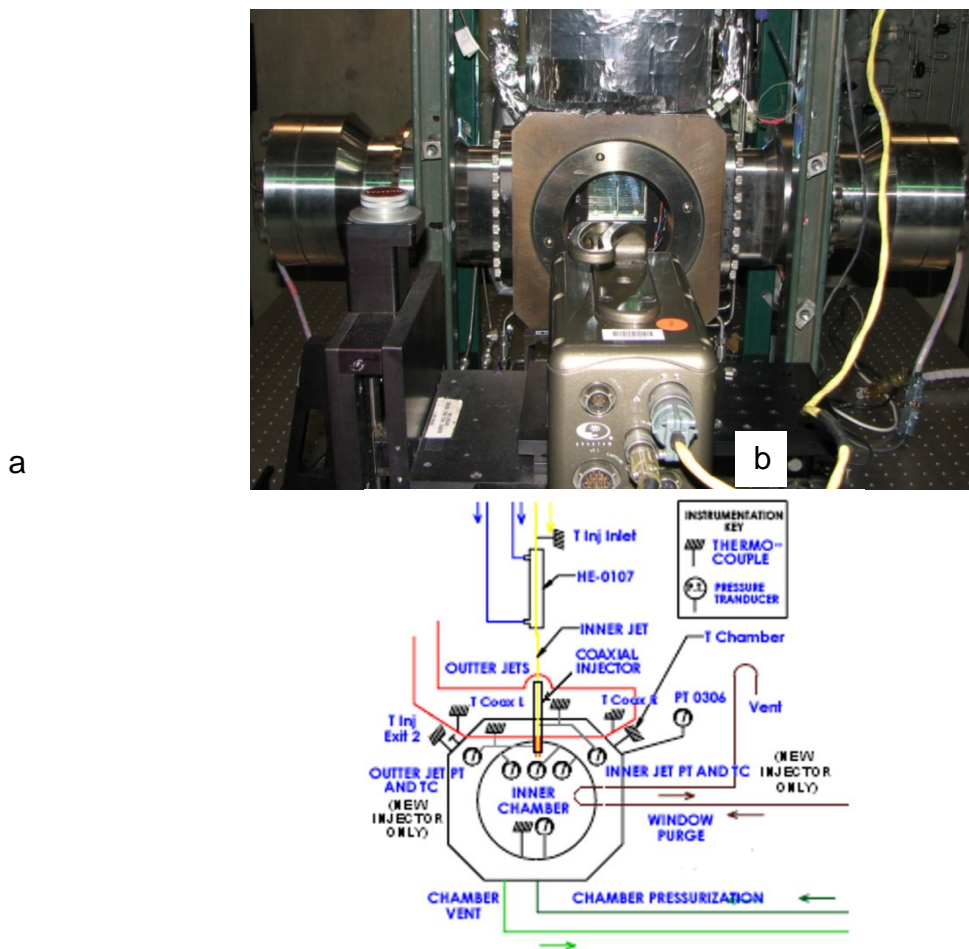 a
b
INSTRUMENTATION
KEY
THERMO-
COUPLE
PRESSURE
TRANDUCER
T Inj Inlet
HE-0107
INNER JET
T Chamber
COAXIAL
INJECTOR
OUTTER JETS
T Coax L
T Coax R
PT 0306
Vent
T Inj
Exit 2
OUTTER JET PT
AND TC
(NEW
INJECTOR
ONLY)
INNER JET PT AND TC
(NEW
INJECTOR
ONLY)
INNER
CHAMBER
WINDOW
PURGE
CHAMBER
VENT
CHAMBER PRESSURIZATION